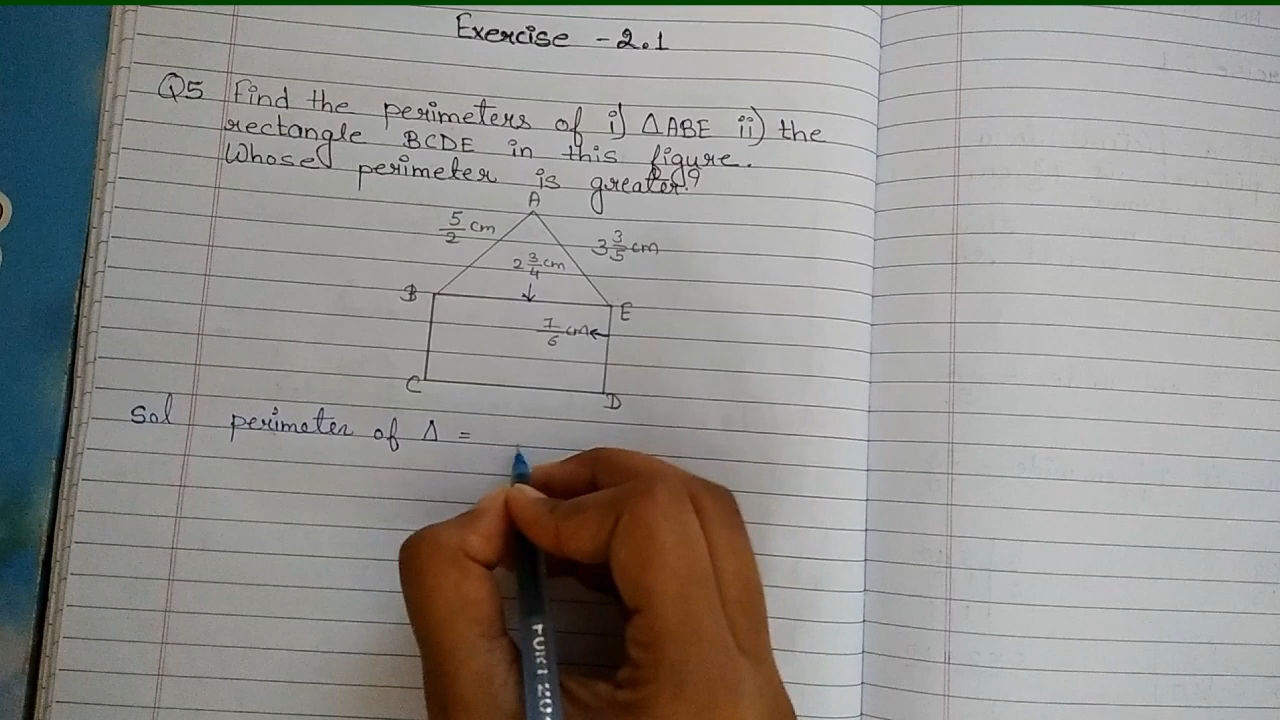 Exercise - 2.1
Q5 Find the perimeters of i) △ABE ii) the
rectangle BCDE in this figure.
Whose perimeter is greater?
A
5/2 cm
3 3/5 cm
2 3/4 cm
B
E
7/6 cm
C
D
Sol perimeter of △ =